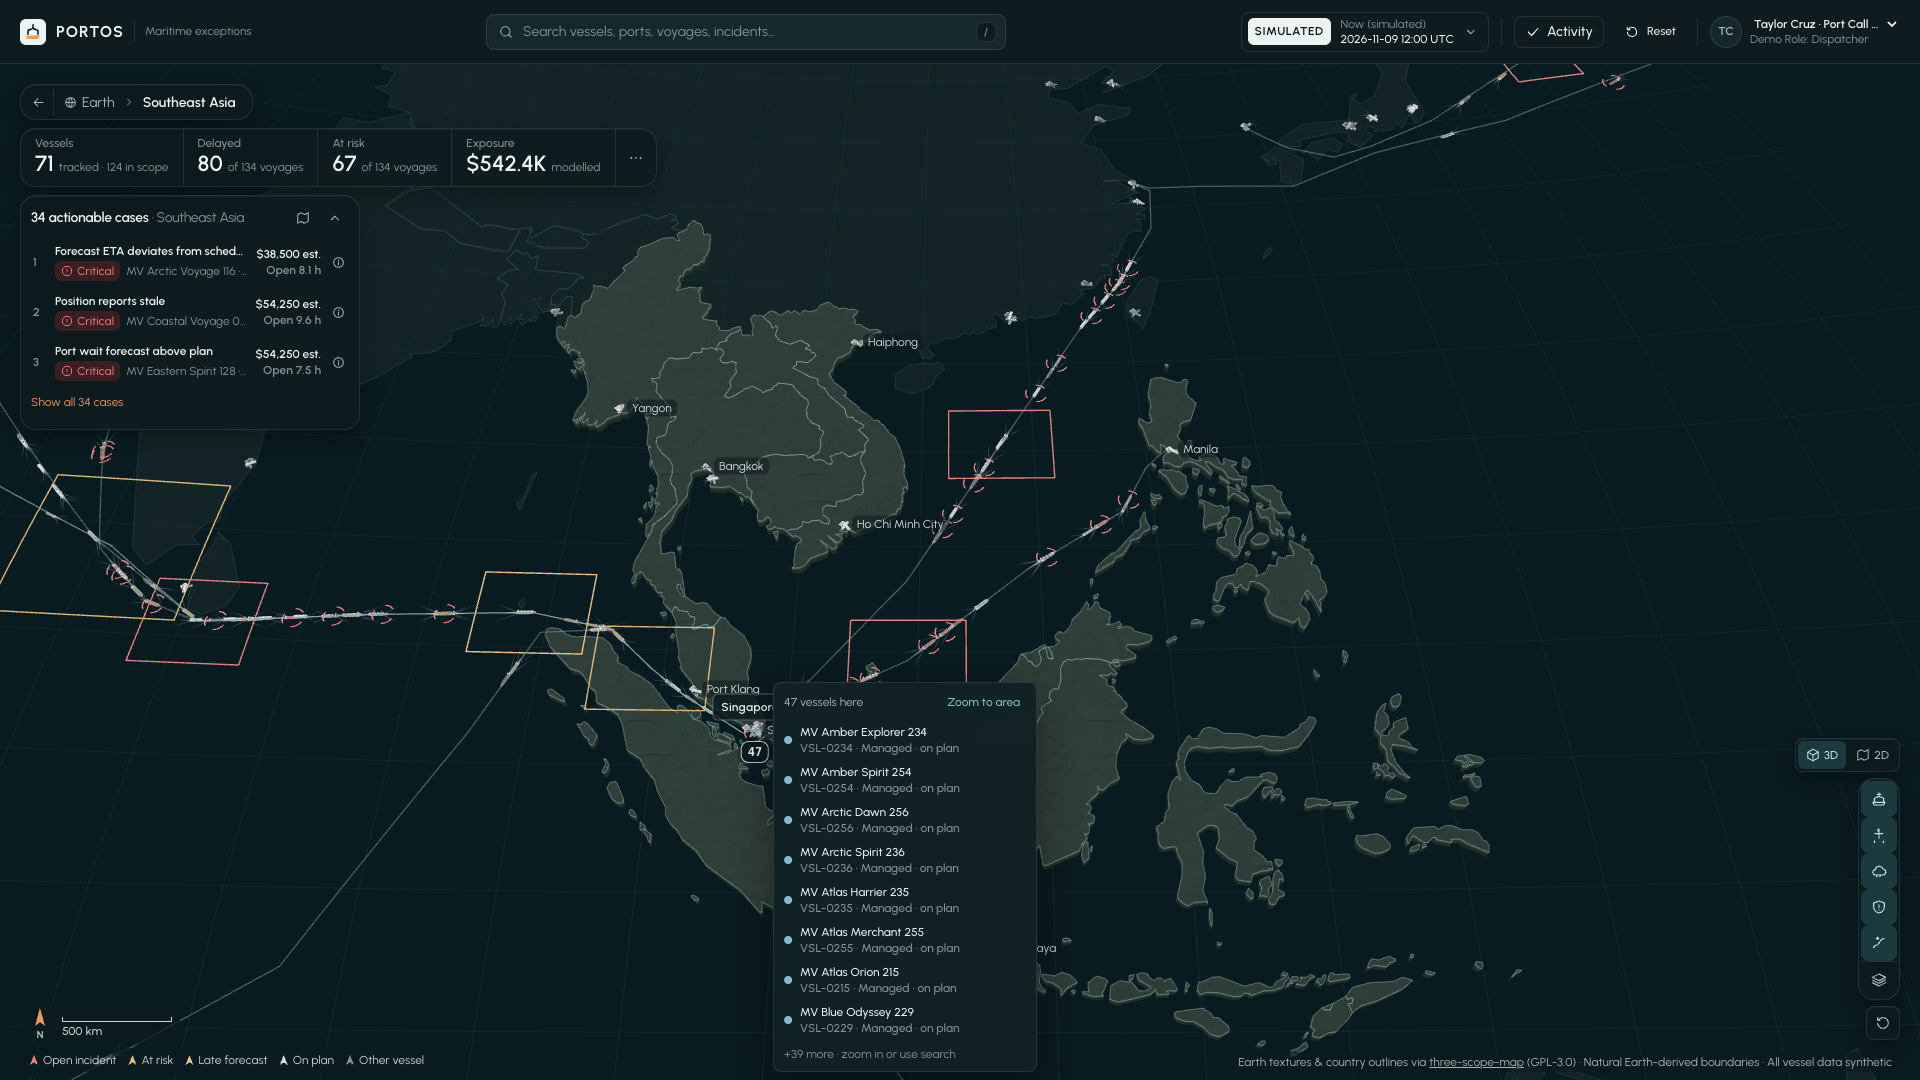 PORTOS
Maritime exceptions
Search vessels, ports, voyages, incidents...
/
SIMULATED
Now (simulated)
2026-11-09 12:00 UTC
Activity
Reset
TC
Taylor Cruz · Port Call ...
Demo Role: Dispatcher
Earth
Southeast Asia
Vessels
71 tracked · 124 in scope
Delayed
80 of 134 voyages
At risk
67 of 134 voyages
Exposure
$542.4K modelled
34 actionable cases · Southeast Asia
1
Forecast ETA deviates from sched...
$38,500 est.
Critical
MV Arctic Voyage 116 ·...
Open 8.1 h
2
Position reports stale
$54,250 est.
Critical
MV Coastal Voyage 0...
Open 9.6 h
3
Port wait forecast above plan
$54,250 est.
Critical
MV Eastern Spirit 128 ·...
Open 7.5 h
Show all 34 cases
Haiphong
Yangon
Bangkok
Manila
Ho Chi Minh City
Port Klang
Singapor
S
47
47 vessels here
Zoom to area
MV Amber Explorer 234
VSL-0234 · Managed · on plan
MV Amber Spirit 254
VSL-0254 · Managed · on plan
MV Arctic Dawn 256
VSL-0256 · Managed · on plan
MV Arctic Spirit 236
VSL-0236 · Managed · on plan
MV Atlas Harrier 235
VSL-0235 · Managed · on plan
MV Atlas Merchant 255
VSL-0255 · Managed · on plan
MV Atlas Orion 215
VSL-0215 · Managed · on plan
MV Blue Odyssey 229
VSL-0229 · Managed · on plan
+39 more · zoom in or use search
aya
3D
2D
N
500 km
Open incident
At risk
Late forecast
On plan
Other vessel
Earth textures & country outlines via three-scope-map (GPL-3.0) · Natural Earth-derived boundaries · All vessel data synthetic